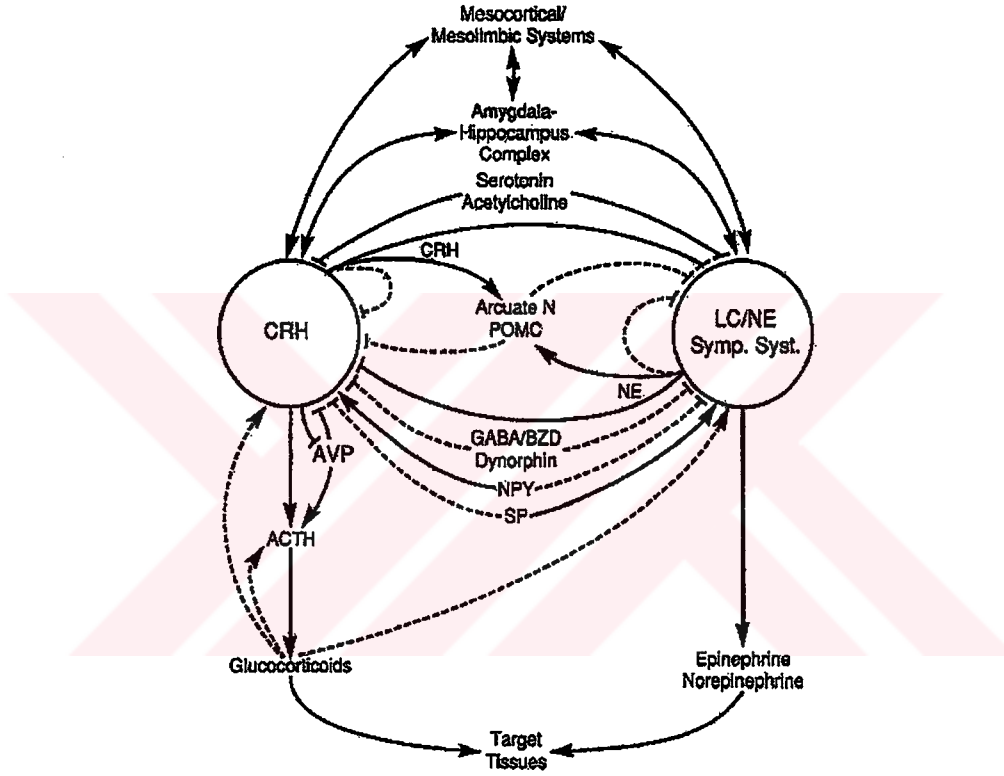 Mesocortical/
Mesolimbic Systems
Amygdala-
Hippocampus
Complex
Serotonin
Acetylcholine
CRH
Arcuate N
POMC
CRH
LC/NE
Symp. Syst.
NE
GABA/BZD
Dynorphin
AVP
NPY
SP
ACTH
Glucocorticoids
Epinephrine
Norepinephrine
Target
Tissues